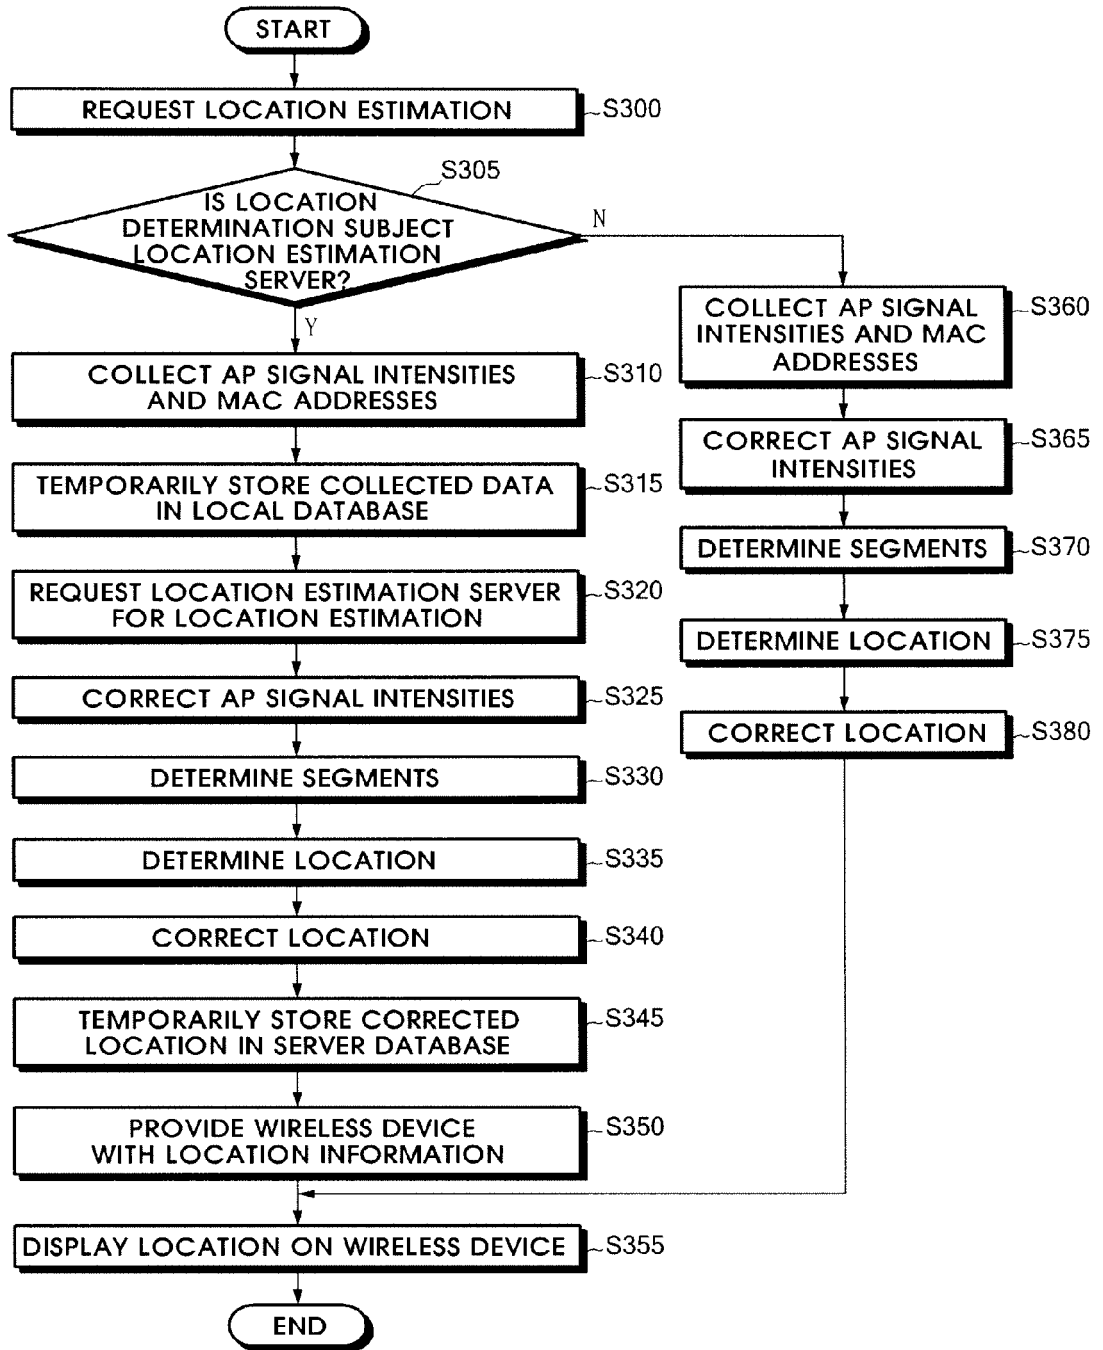 START
REQUEST LOCATION ESTIMATION
S300
S305
IS LOCATION
DETERMINATION SUBJECT
LOCATION ESTIMATION
SERVER?
N
Y
COLLECT AP SIGNAL INTENSITIES
AND MAC ADDRESSES
S310
TEMPORARILY STORE COLLECTED DATA
IN LOCAL DATABASE
S315
REQUEST LOCATION ESTIMATION SERVER
FOR LOCATION ESTIMATION
S320
CORRECT AP SIGNAL INTENSITIES
S325
DETERMINE SEGMENTS
S330
DETERMINE LOCATION
S335
CORRECT LOCATION
S340
TEMPORARILY STORE CORRECTED
LOCATION IN SERVER DATABASE
S345
PROVIDE WIRELESS DEVICE
WITH LOCATION INFORMATION
S350
COLLECT AP SIGNAL
INTENSITIES AND MAC
ADDRESSES
S360
CORRECT AP SIGNAL
INTENSITIES
S365
DETERMINE SEGMENTS
S370
DETERMINE LOCATION
S375
CORRECT LOCATION
S380
DISPLAY LOCATION ON WIRELESS DEVICE
S355
END